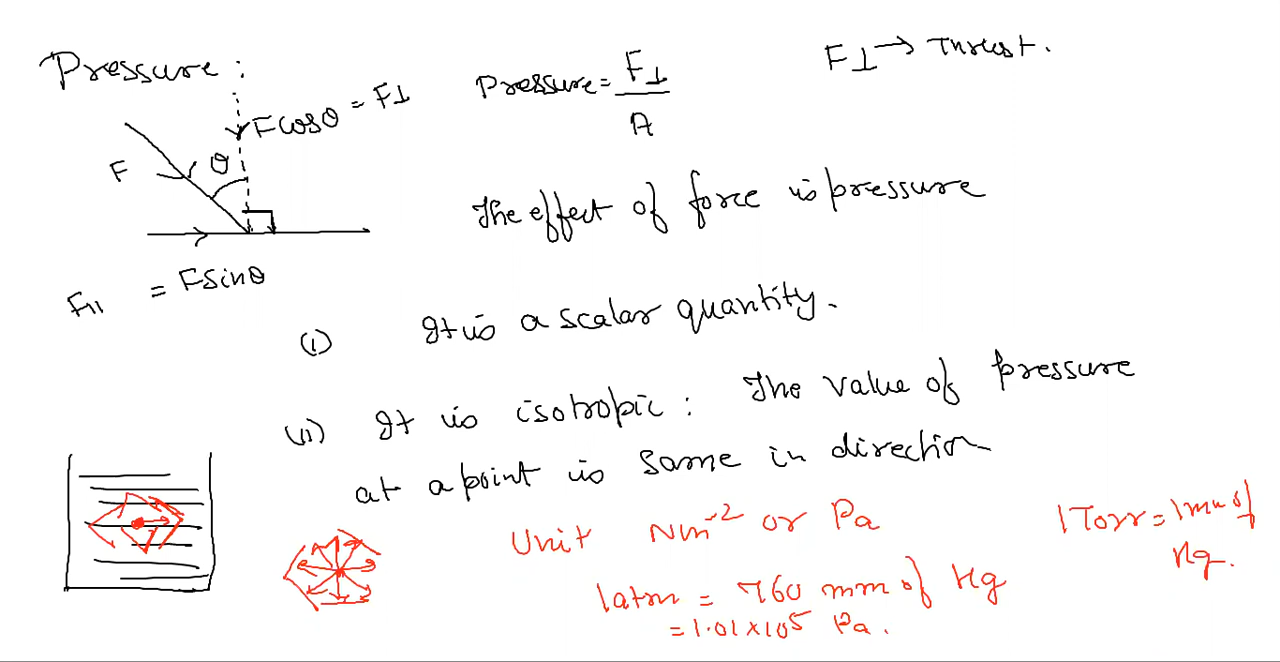 Pressure :
Pressure = F⊥ / A
F⊥ → Thrust.
Fcosθ = F⊥
F
θ
The effect of force is pressure
F|| = Fsinθ
(i) It is a scalar quantity.
(ii) It is isotropic : The value of pressure
at a point is same in direction
Unit Nm⁻² or Pa
1 Torr = 1mm of
Hg.
1atm = 760 mm of Hg
= 1.01×10⁵ Pa.